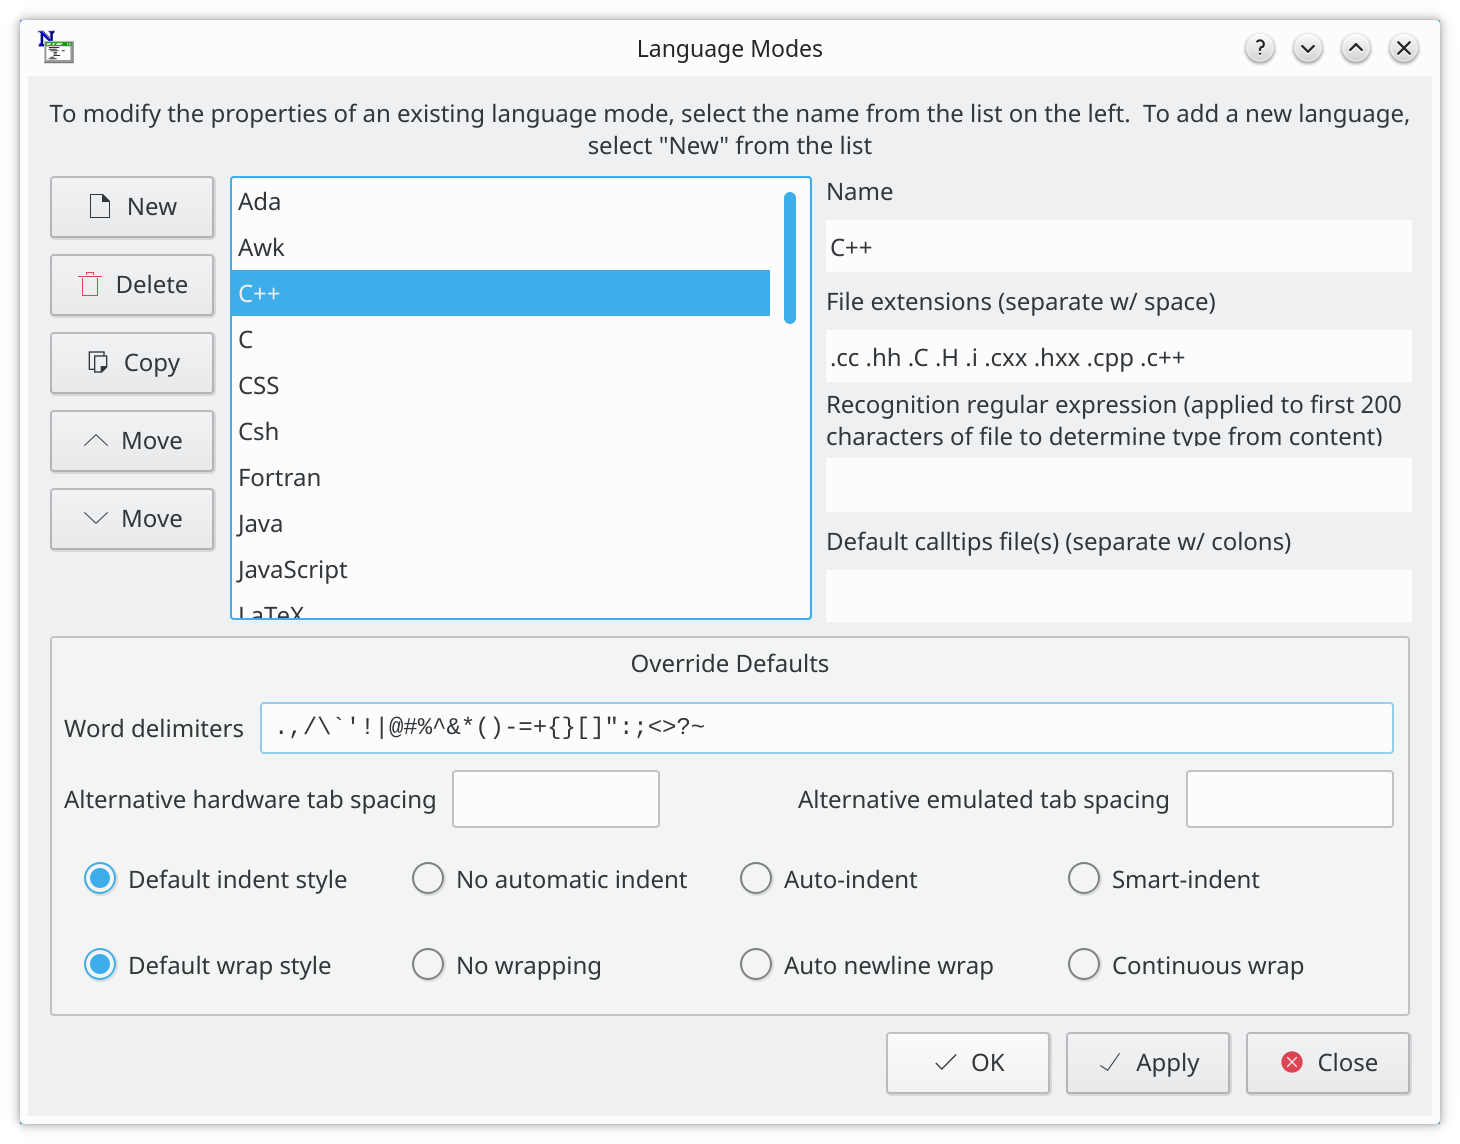 Language Modes
To modify the properties of an existing language mode, select the name from the list on the left.  To add a new language,
select "New" from the list
New
Delete
Copy
Move
Move
Ada
Awk
C++
C
CSS
Csh
Fortran
Java
JavaScript
LaTeX
Name
C++
File extensions (separate w/ space)
.cc .hh .C .H .i .cxx .hxx .cpp .c++
Recognition regular expression (applied to first 200
characters of file to determine type from content)
Default calltips file(s) (separate w/ colons)
Override Defaults
Word delimiters .,/\`'!|@#%^&*()-=+{}[]":;<>?~
Alternative hardware tab spacing Alternative emulated tab spacing
Default indent style No automatic indent Auto-indent Smart-indent
Default wrap style No wrapping Auto newline wrap Continuous wrap
OK Apply Close